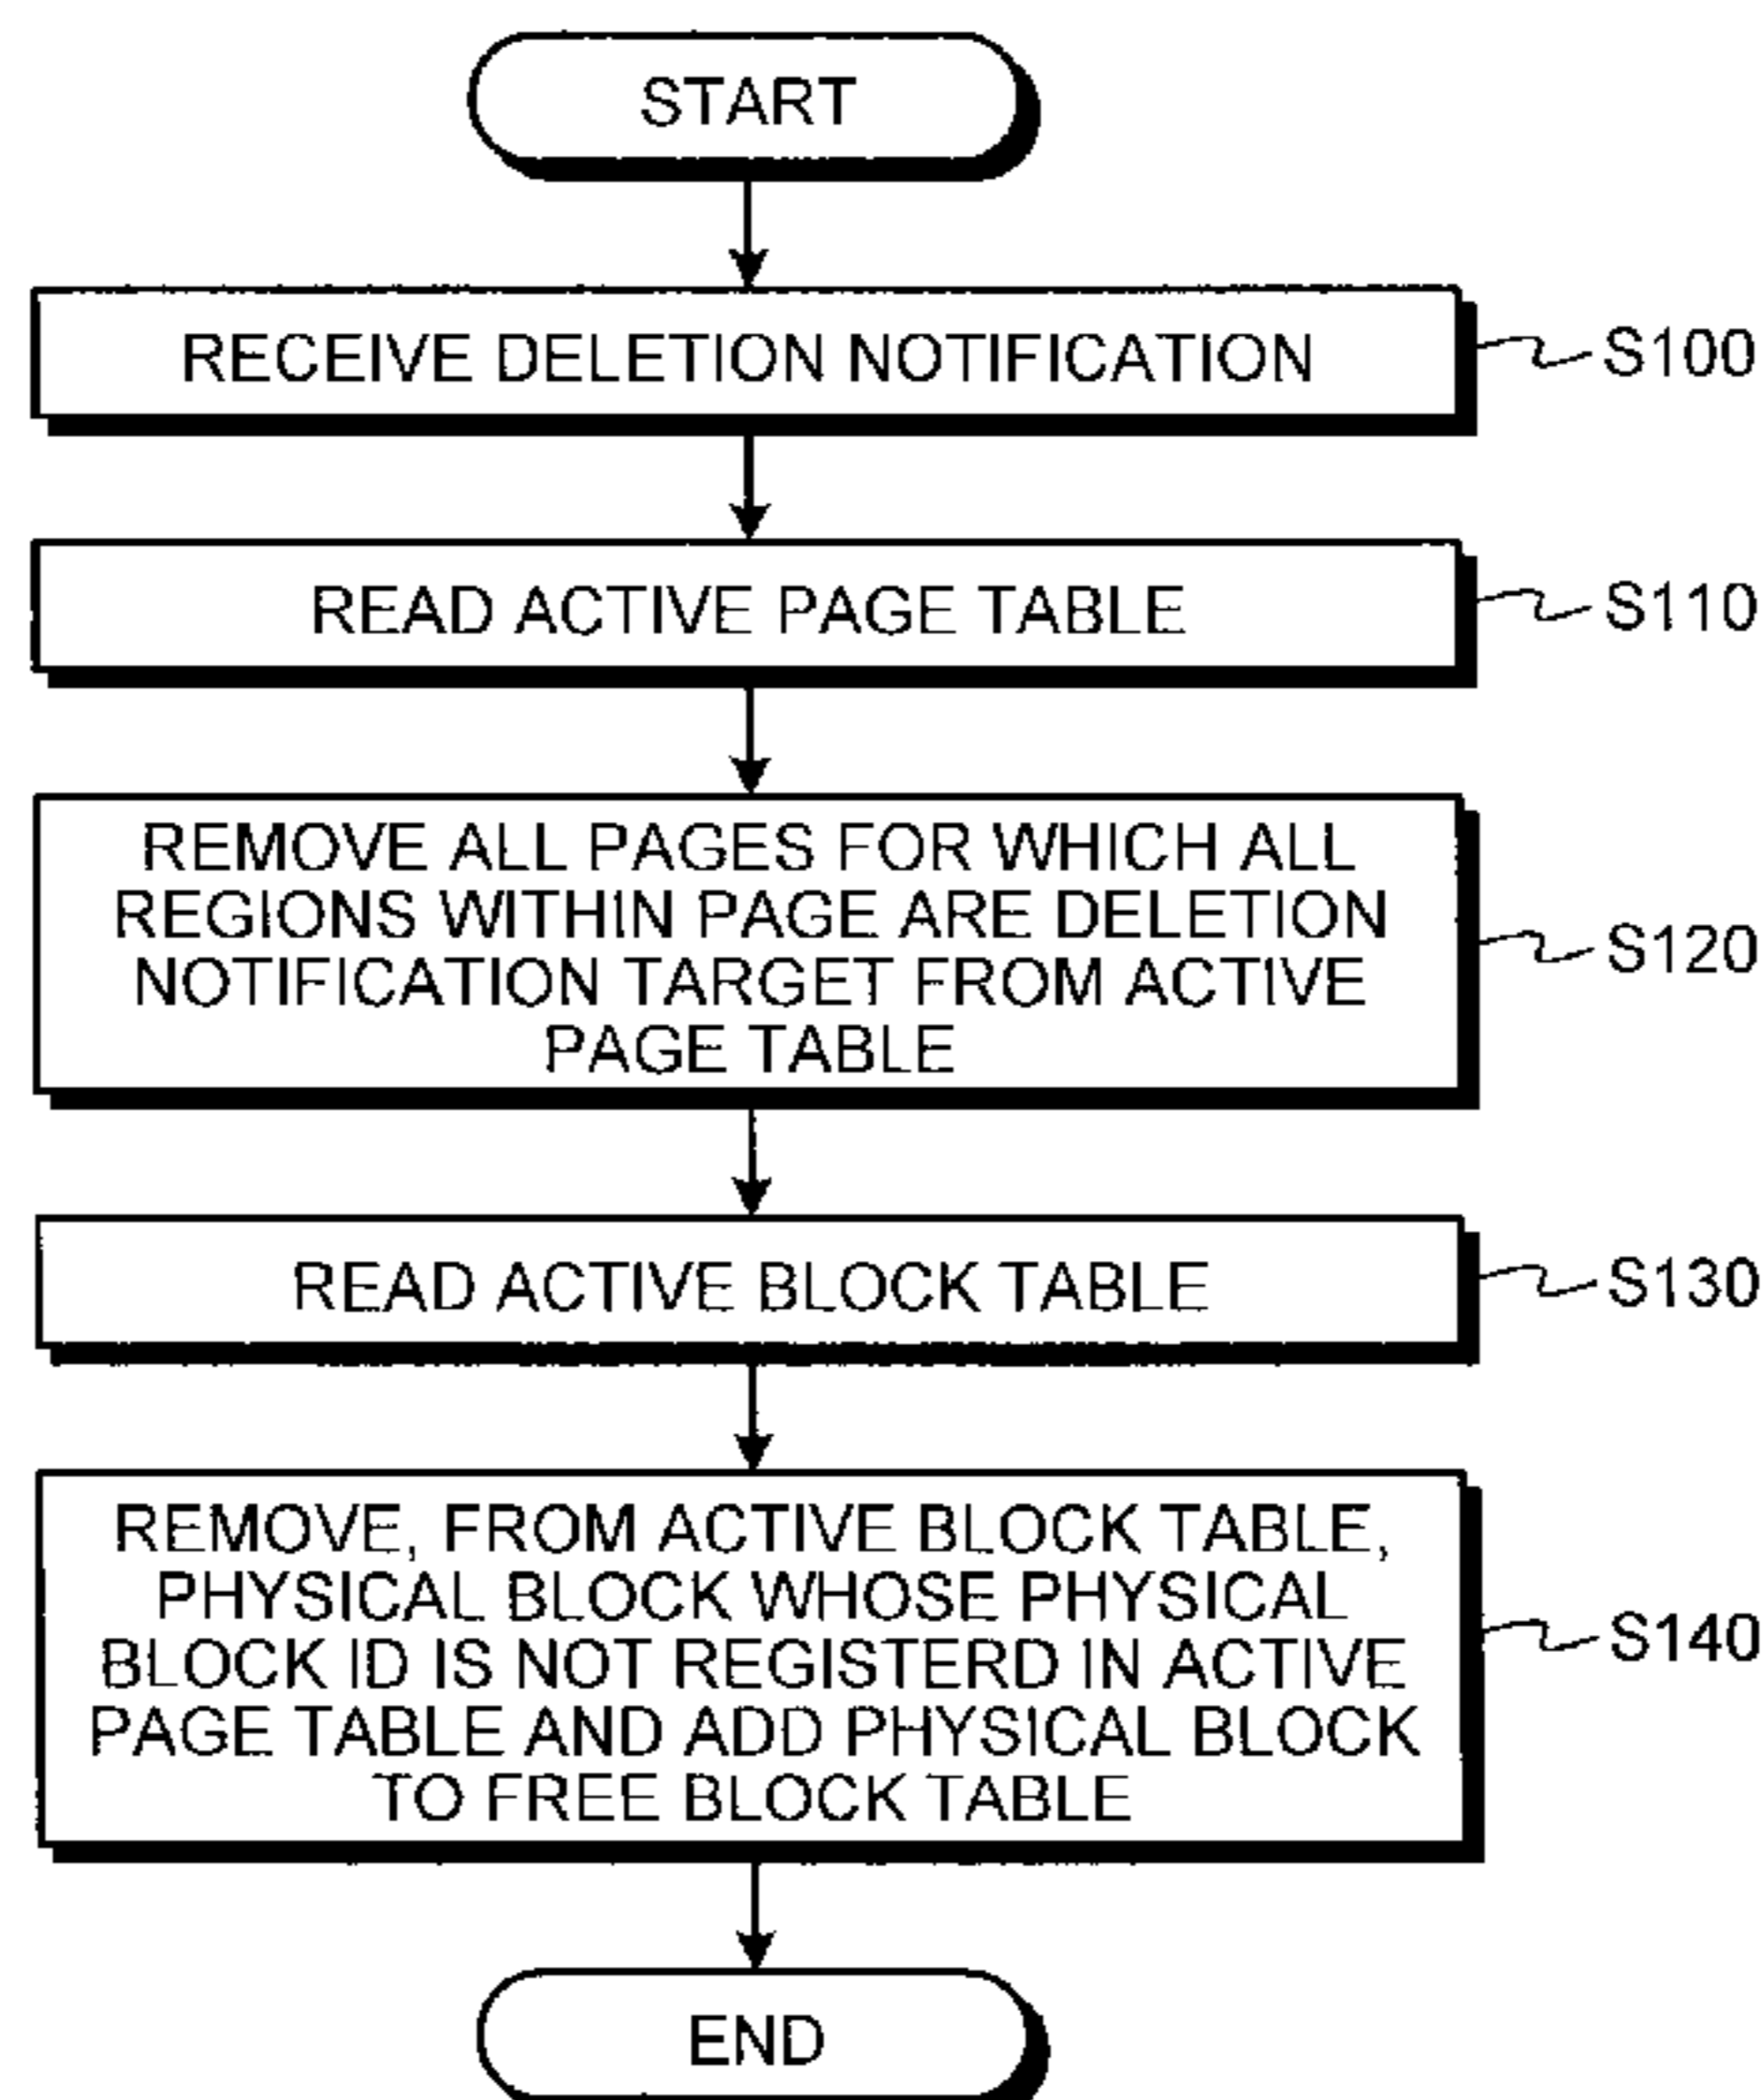 START
RECEIVE DELETION NOTIFICATION
S100
READ ACTIVE PAGE TABLE
S110
REMOVE ALL PAGES FOR WHICH ALL
REGIONS WITHIN PAGE ARE DELETION
NOTIFICATION TARGET FROM ACTIVE
PAGE TABLE
S120
READ ACTIVE BLOCK TABLE
S130
REMOVE, FROM ACTIVE BLOCK TABLE,
PHYSICAL BLOCK WHOSE PHYSICAL
BLOCK ID IS NOT REGISTERD IN ACTIVE
PAGE TABLE AND ADD PHYSICAL BLOCK
TO FREE BLOCK TABLE
S140
END